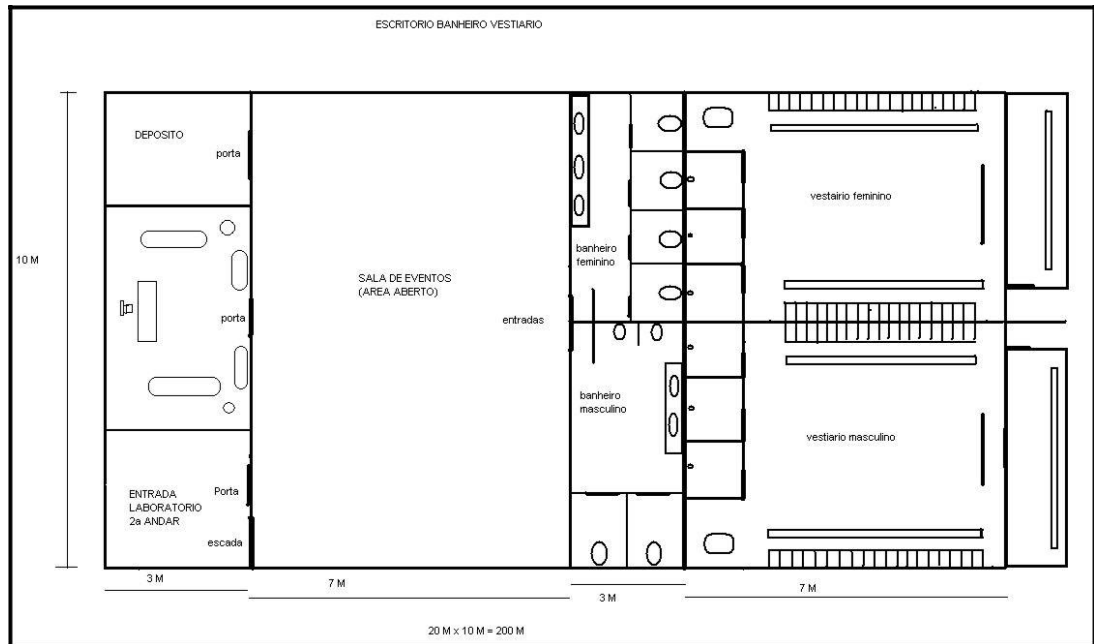 ESCRITORIO BANHEIRO VESTIARIO
DEPOSITO
porta
10 M
porta
SALA DE EVENTOS
(AREA ABERTO)
entradas
banheiro
feminino
vestairio feminino
banheiro
masculino
vestiario masculino
ENTRADA
LABORATORIO
2a ANDAR
Porta
escada
3 M
7 M
3 M
7 M
20 M x 10 M = 200 M